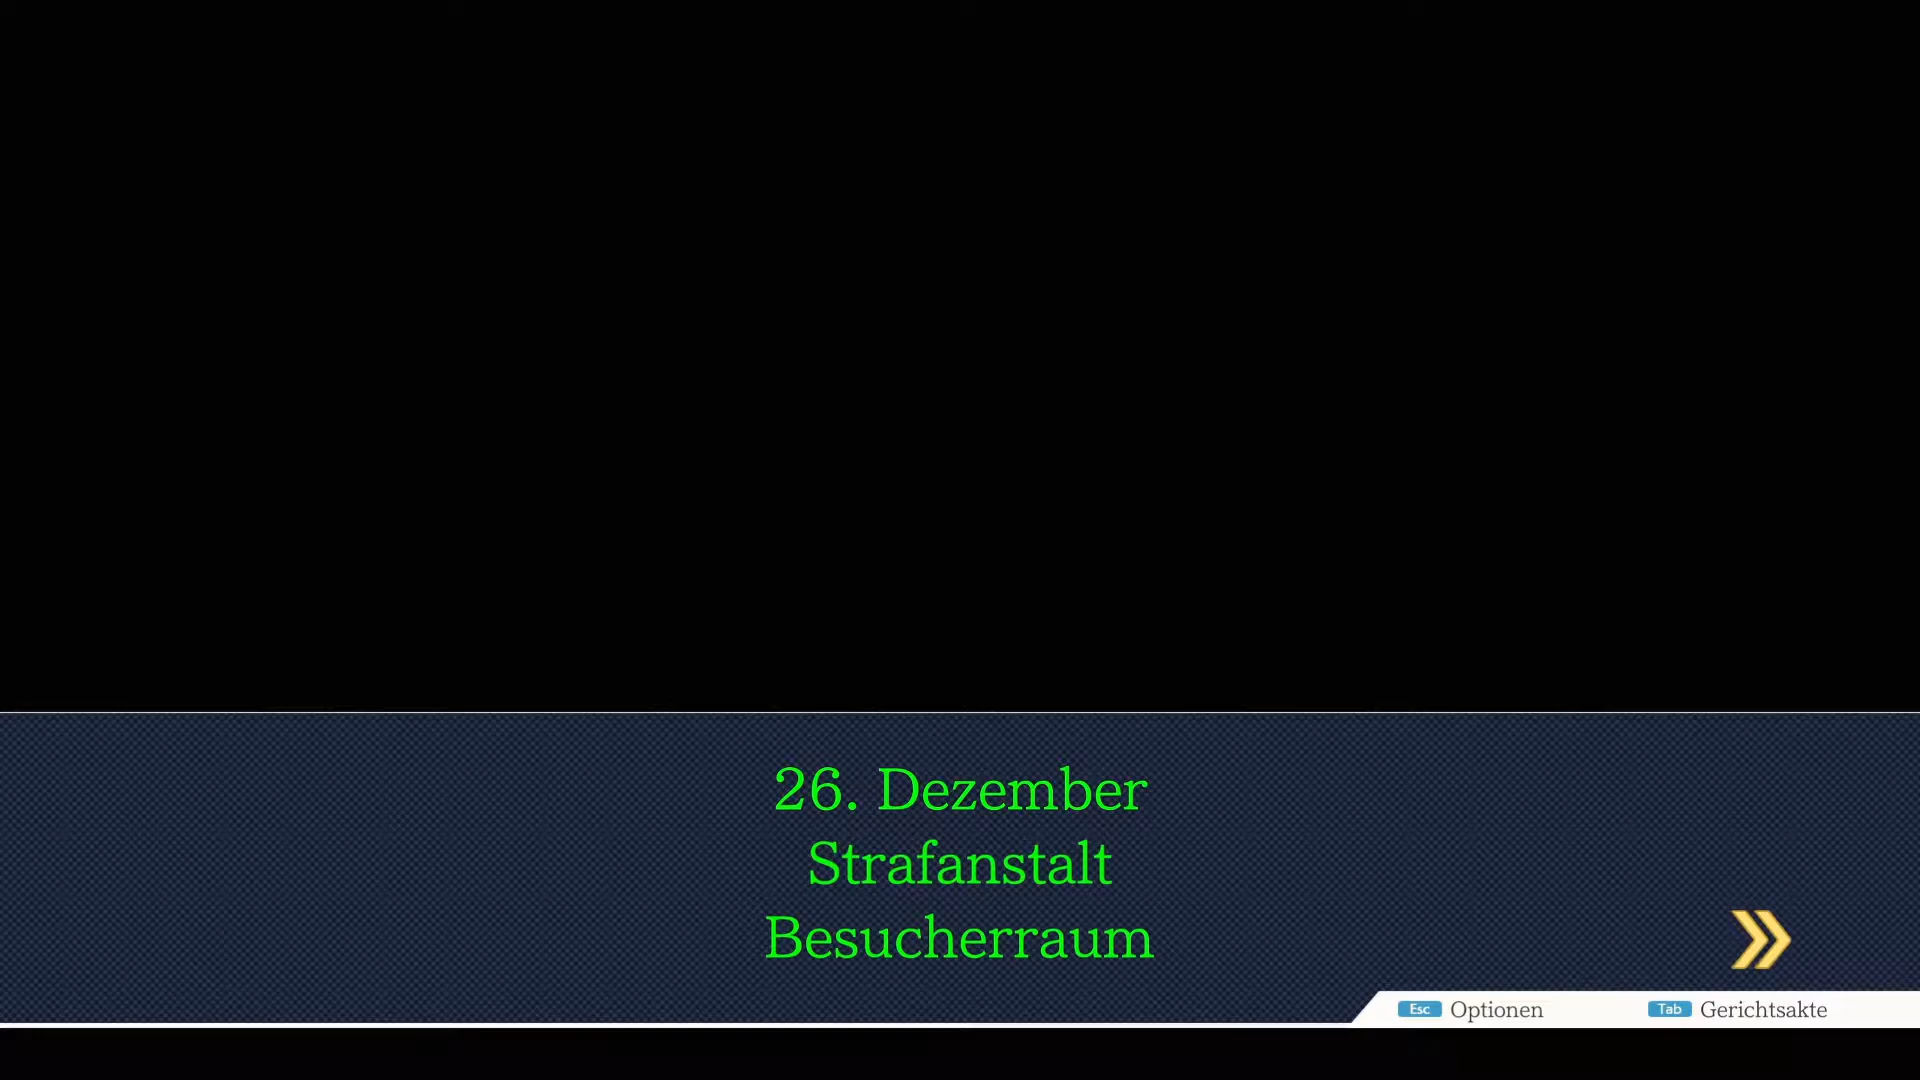 26. Dezember
Strafanstalt
Besucherraum
Esc Optionen Tab Gerichtsakte